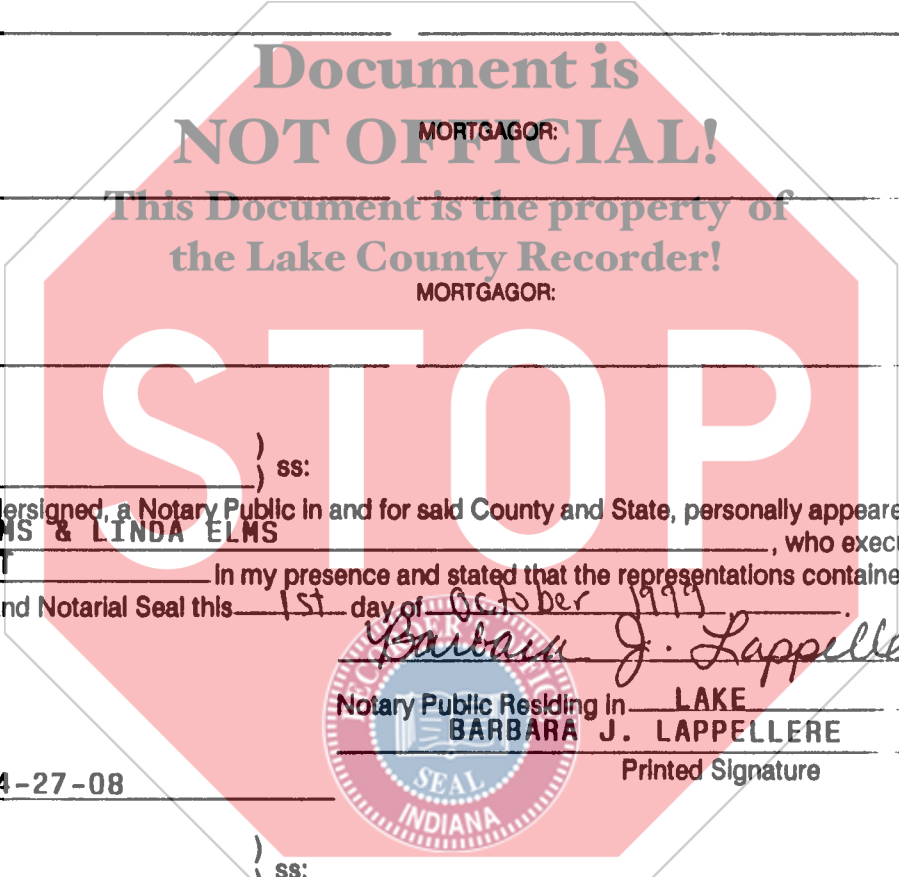 Document is
NOT OFFICIAL!
MORTGAGOR:
This Document is the property of
the Lake County Recorder!
MORTGAGOR:
STOP
)
) ss:
ersigned, a Notary Public in and for said County and State, personally appeare
MS & LINDA ELMS
, who exec
T
In my presence and stated that the representations containe
nd Notarial Seal this 1st day of October 1999 .
Barbara J. Lappelle
Notary Public Residing In LAKE
BARBARA J. LAPPELLERE
Printed Signature
4-27-08
SEAL
INDIANA
)
ss: